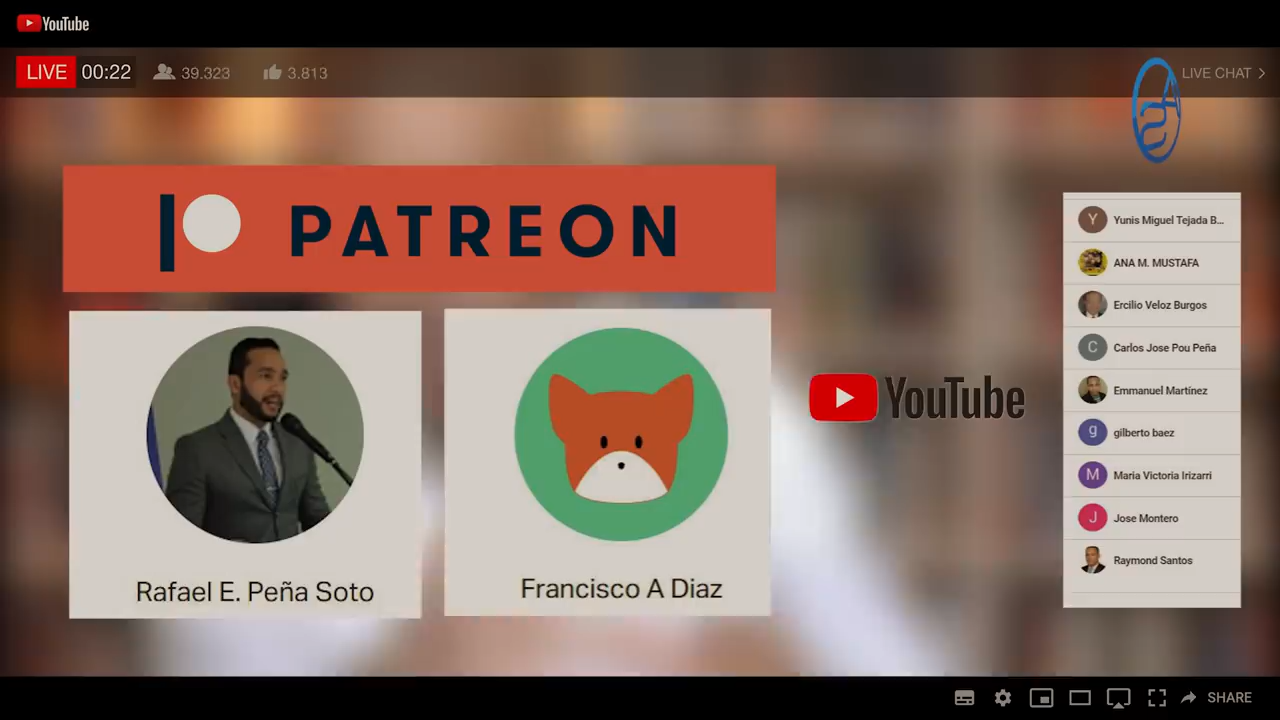 YouTube
LIVE 00:22 39.323 3.813
LIVE CHAT
PATREON
Rafael E. Peña Soto
Francisco A Diaz
YouTube
Y Yunis Miguel Tejada B...
ANA M. MUSTAFA
Ercilio Veloz Burgos
C Carlos Jose Pou Peña
Emmanuel Martínez
g gilberto baez
M Maria Victoria Irizarri
J Jose Montero
Raymond Santos
SHARE